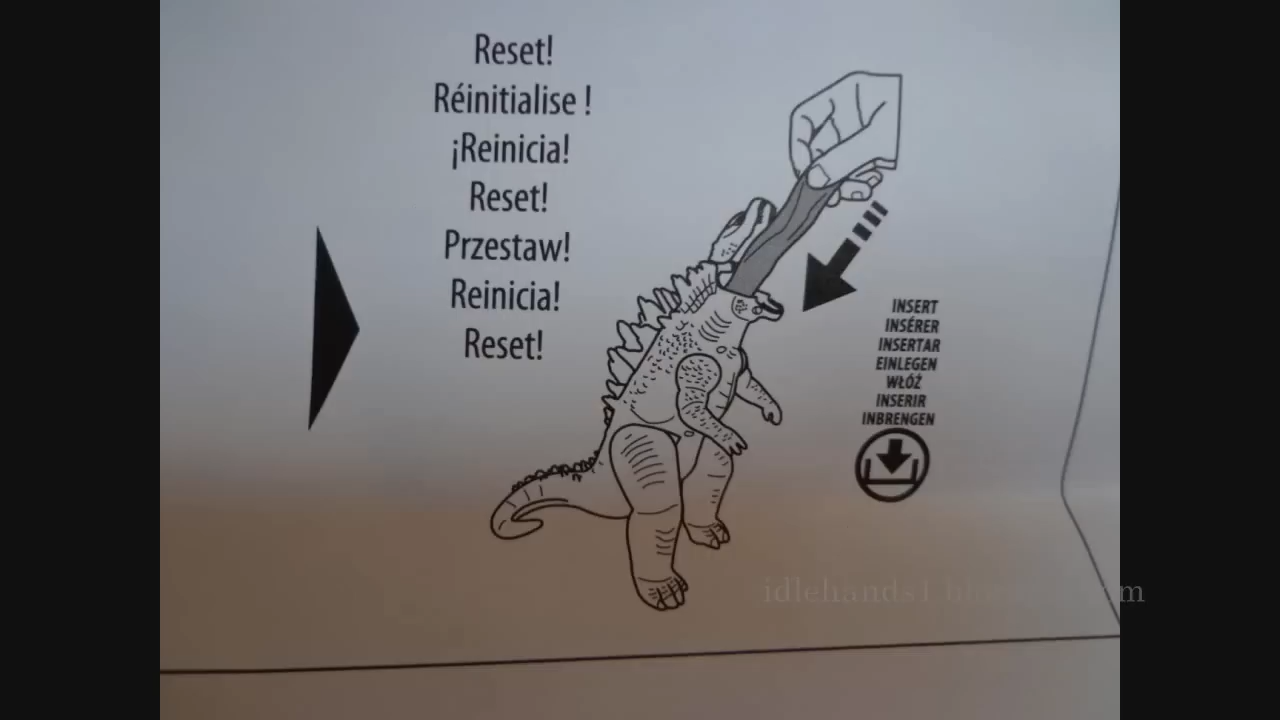 Reset!
Réinitialise !
¡Reinicia!
Reset!
Przestaw!
Reinicia!
Reset!
INSERT
INSÉRER
INSERTAR
EINLEGEN
WŁÓŻ
INSERIR
INBRENGEN